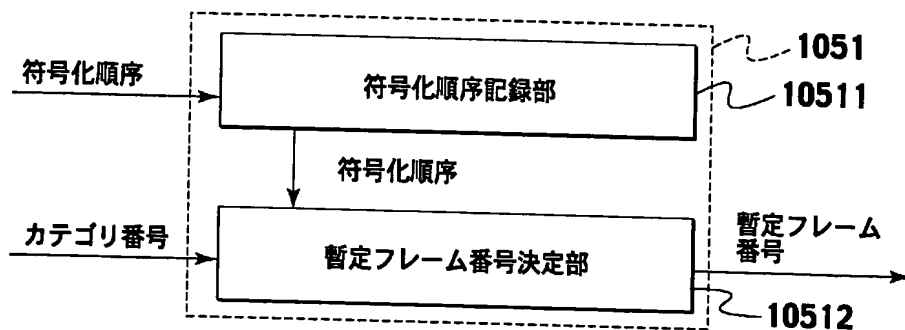 1051
符号化順序
符号化順序記録部
10511
符号化順序
カテゴリ番号
暫定フレーム番号決定部
暫定フレーム
番号
10512